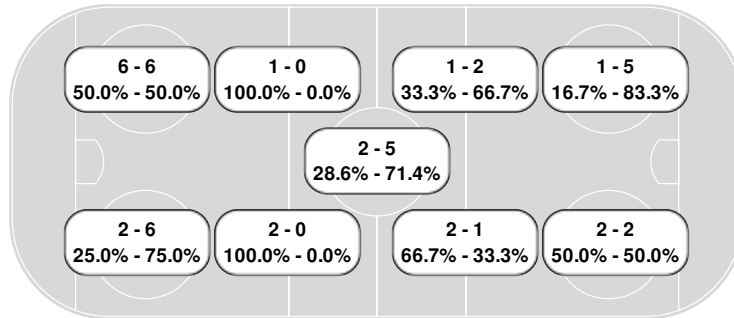 6 - 6
50.0% - 50.0%
1 - 0
100.0% - 0.0%
1 - 2
33.3% - 66.7%
1 - 5
16.7% - 83.3%
2 - 5
28.6% - 71.4%
2 - 6
25.0% - 75.0%
2 - 0
100.0% - 0.0%
2 - 1
66.7% - 33.3%
2 - 2
50.0% - 50.0%